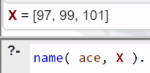 X = [97, 99, 101]
?- name( ace, X ).